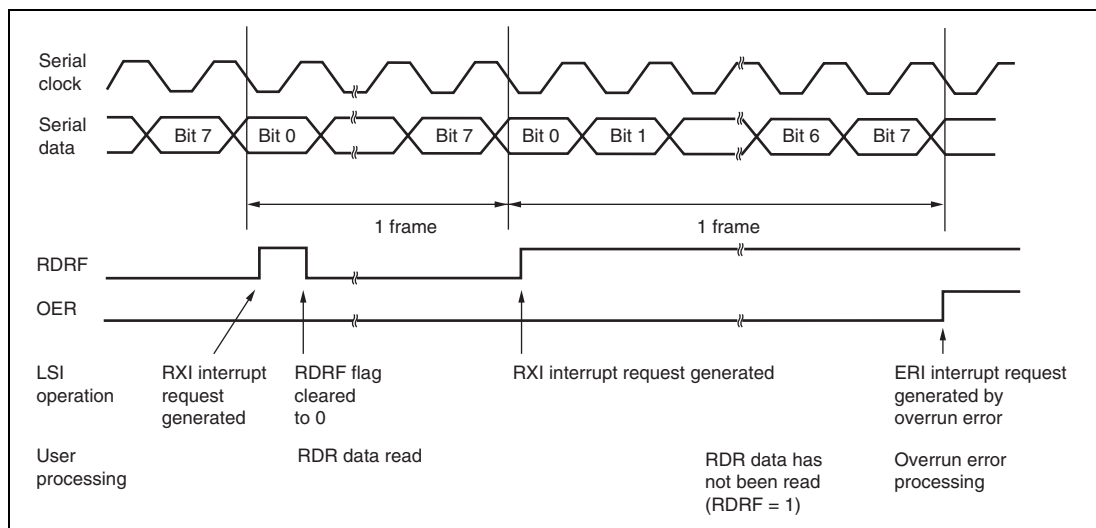 Serial
clock
Serial
data
Bit 7
Bit 0
Bit 7
Bit 0
Bit 1
Bit 6
Bit 7
1 frame
1 frame
RDRF
OER
LSI
operation
RXI interrupt
request
generated
RDRF flag
cleared
to 0
RXI interrupt request generated
ERI interrupt request
generated by
overrun error
User
processing
RDR data read
RDR data has
not been read
(RDRF = 1)
Overrun error
processing